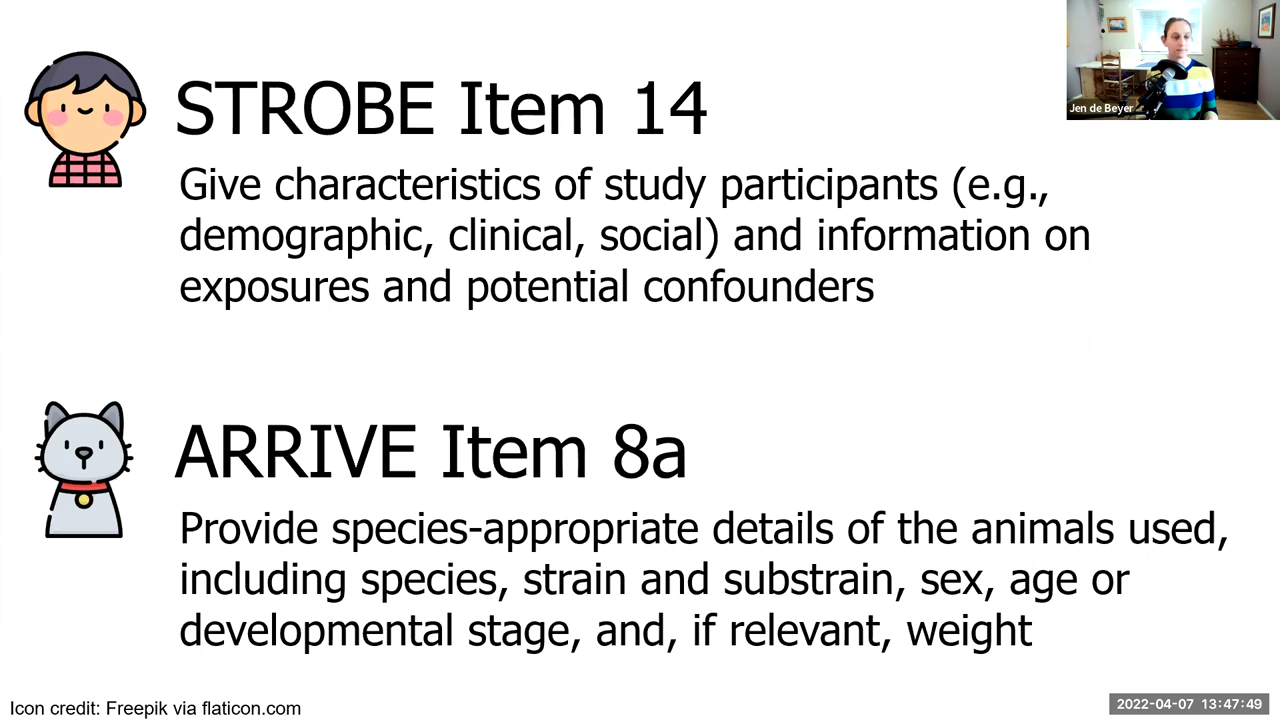 Jen de Beyer
STROBE Item 14
Give characteristics of study participants (e.g.,
demographic, clinical, social) and information on
exposures and potential confounders
ARRIVE Item 8a
Provide species-appropriate details of the animals used,
including species, strain and substrain, sex, age or
developmental stage, and, if relevant, weight
Icon credit: Freepik via flaticon.com
2022-04-07 13:47:49